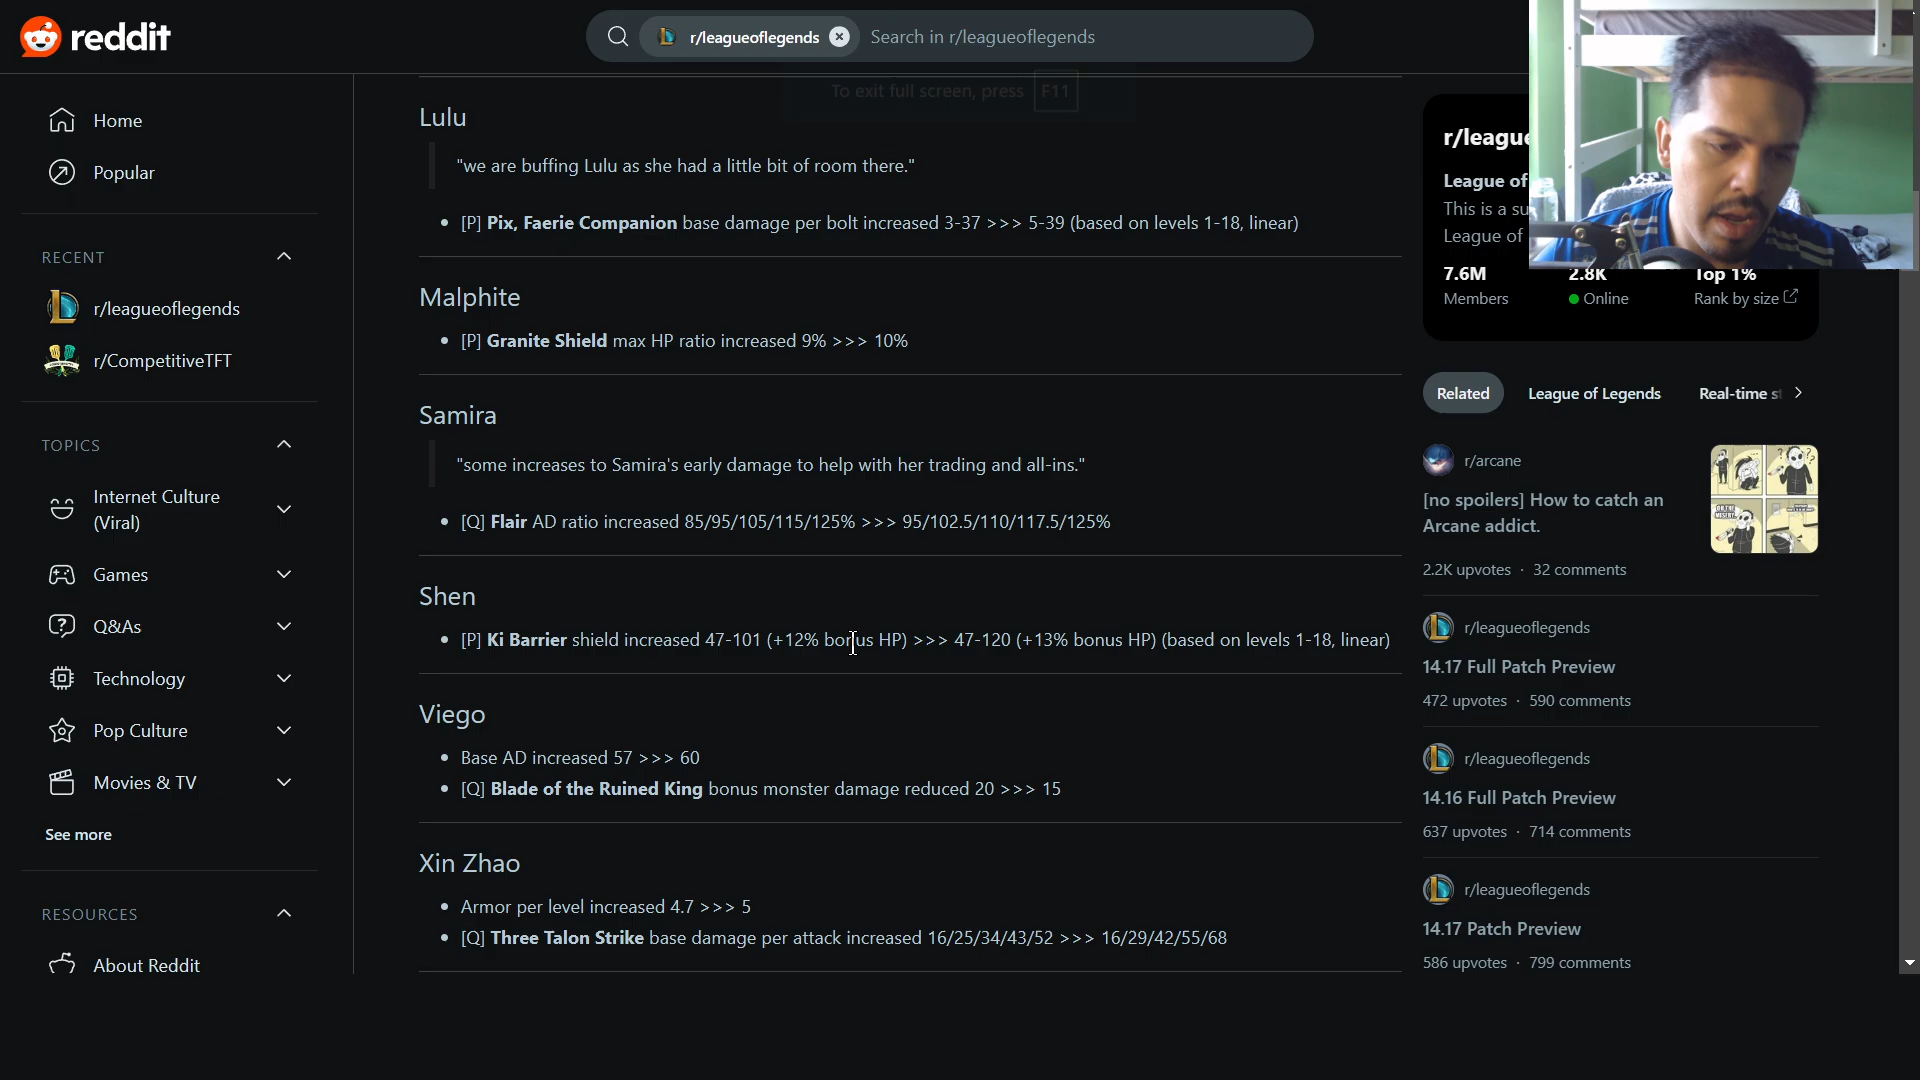 reddit
r/leagueoflegends
Search in r/leagueoflegends
To exit full screen, press F11
Home
Popular
RECENT
r/leagueoflegends
r/CompetitiveTFT
TOPICS
Internet Culture
(Viral)
Games
Q&As
Technology
Pop Culture
Movies & TV
See more
RESOURCES
About Reddit
Lulu
"we are buffing Lulu as she had a little bit of room there."
• [P] Pix, Faerie Companion base damage per bolt increased 3-37 >>> 5-39 (based on levels 1-18, linear)
Malphite
• [P] Granite Shield max HP ratio increased 9% >>> 10%
Samira
"some increases to Samira's early damage to help with her trading and all-ins."
• [Q] Flair AD ratio increased 85/95/105/115/125% >>> 95/102.5/110/117.5/125%
Shen
• [P] Ki Barrier shield increased 47-101 (+12% bonus HP) >>> 47-120 (+13% bonus HP) (based on levels 1-18, linear)
Viego
• Base AD increased 57 >>> 60
• [Q] Blade of the Ruined King bonus monster damage reduced 20 >>> 15
Xin Zhao
• Armor per level increased 4.7 >>> 5
• [Q] Three Talon Strike base damage per attack increased 16/25/34/43/52 >>> 16/29/42/55/68
r/leagu
League of
This is a su
League of
7.6M 2.8K Top 1%
Members Online Rank by size
Related League of Legends Real-time s
r/arcane
[no spoilers] How to catch an
Arcane addict.
2.2K upvotes · 32 comments
r/leagueoflegends
14.17 Full Patch Preview
472 upvotes · 590 comments
r/leagueoflegends
14.16 Full Patch Preview
637 upvotes · 714 comments
r/leagueoflegends
14.17 Patch Preview
586 upvotes · 799 comments